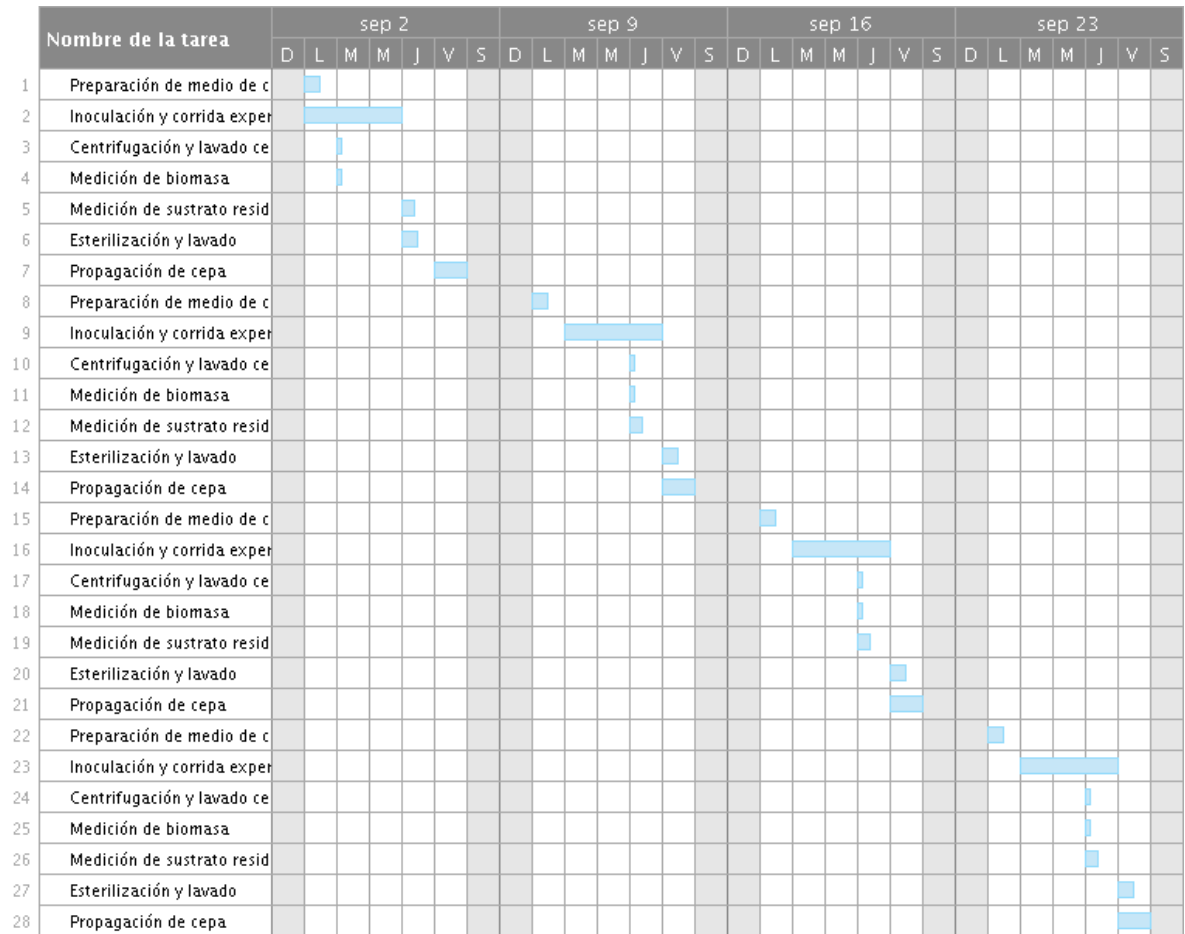 Nombre de la tarea
sep 2 sep 9 sep 16 sep 23
D L M M J V S D L M M J V S D L M M J V S D L M M J V S
1 Preparación de medio de c
2 Inoculación y corrida exper
3 Centrifugación y lavado ce
4 Medición de biomasa
5 Medición de sustrato resid
6 Esterilización y lavado
7 Propagación de cepa
8 Preparación de medio de c
9 Inoculación y corrida exper
10 Centrifugación y lavado ce
11 Medición de biomasa
12 Medición de sustrato resid
13 Esterilización y lavado
14 Propagación de cepa
15 Preparación de medio de c
16 Inoculación y corrida exper
17 Centrifugación y lavado ce
18 Medición de biomasa
19 Medición de sustrato resid
20 Esterilización y lavado
21 Propagación de cepa
22 Preparación de medio de c
23 Inoculación y corrida exper
24 Centrifugación y lavado ce
25 Medición de biomasa
26 Medición de sustrato resid
27 Esterilización y lavado
28 Propagación de cepa